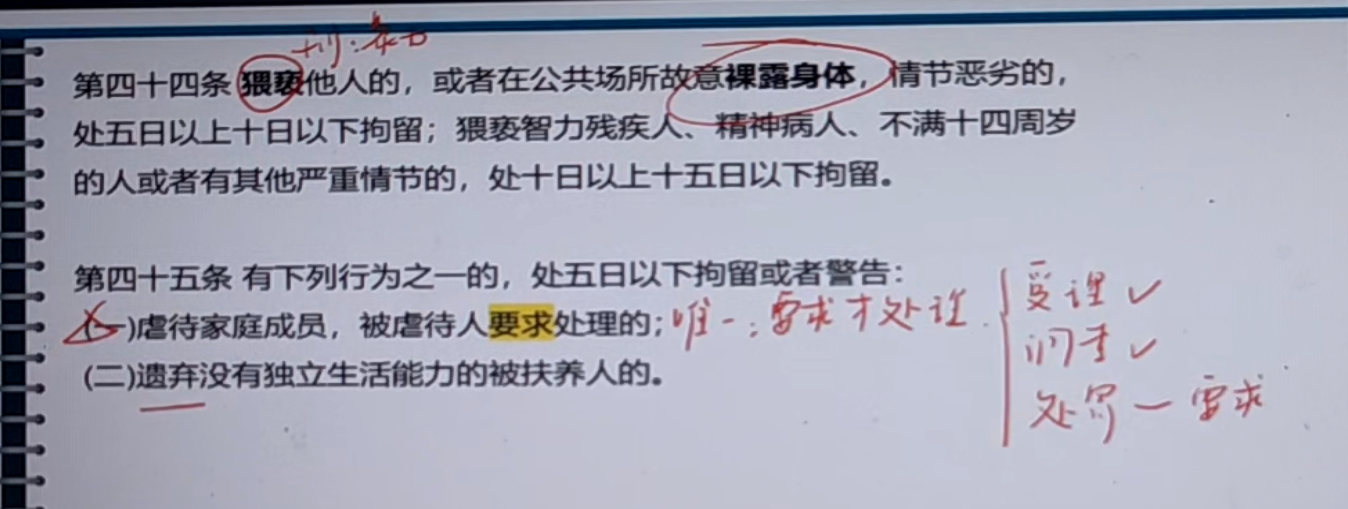 刑：暴力
第四十四条 猥亵他人的，或者在公共场所故意裸露身体，情节恶劣的，
处五日以上十日以下拘留；猥亵智力残疾人、精神病人、不满十四周岁
的人或者有其他严重情节的，处十日以上十五日以下拘留。
第四十五条 有下列行为之一的，处五日以下拘留或者警告：
(一)虐待家庭成员，被虐待人要求处理的；唯一：要求才处理
(二)遗弃没有独立生活能力的被扶养人的。
受理 ✓
调查 ✓
处罚 — 要求